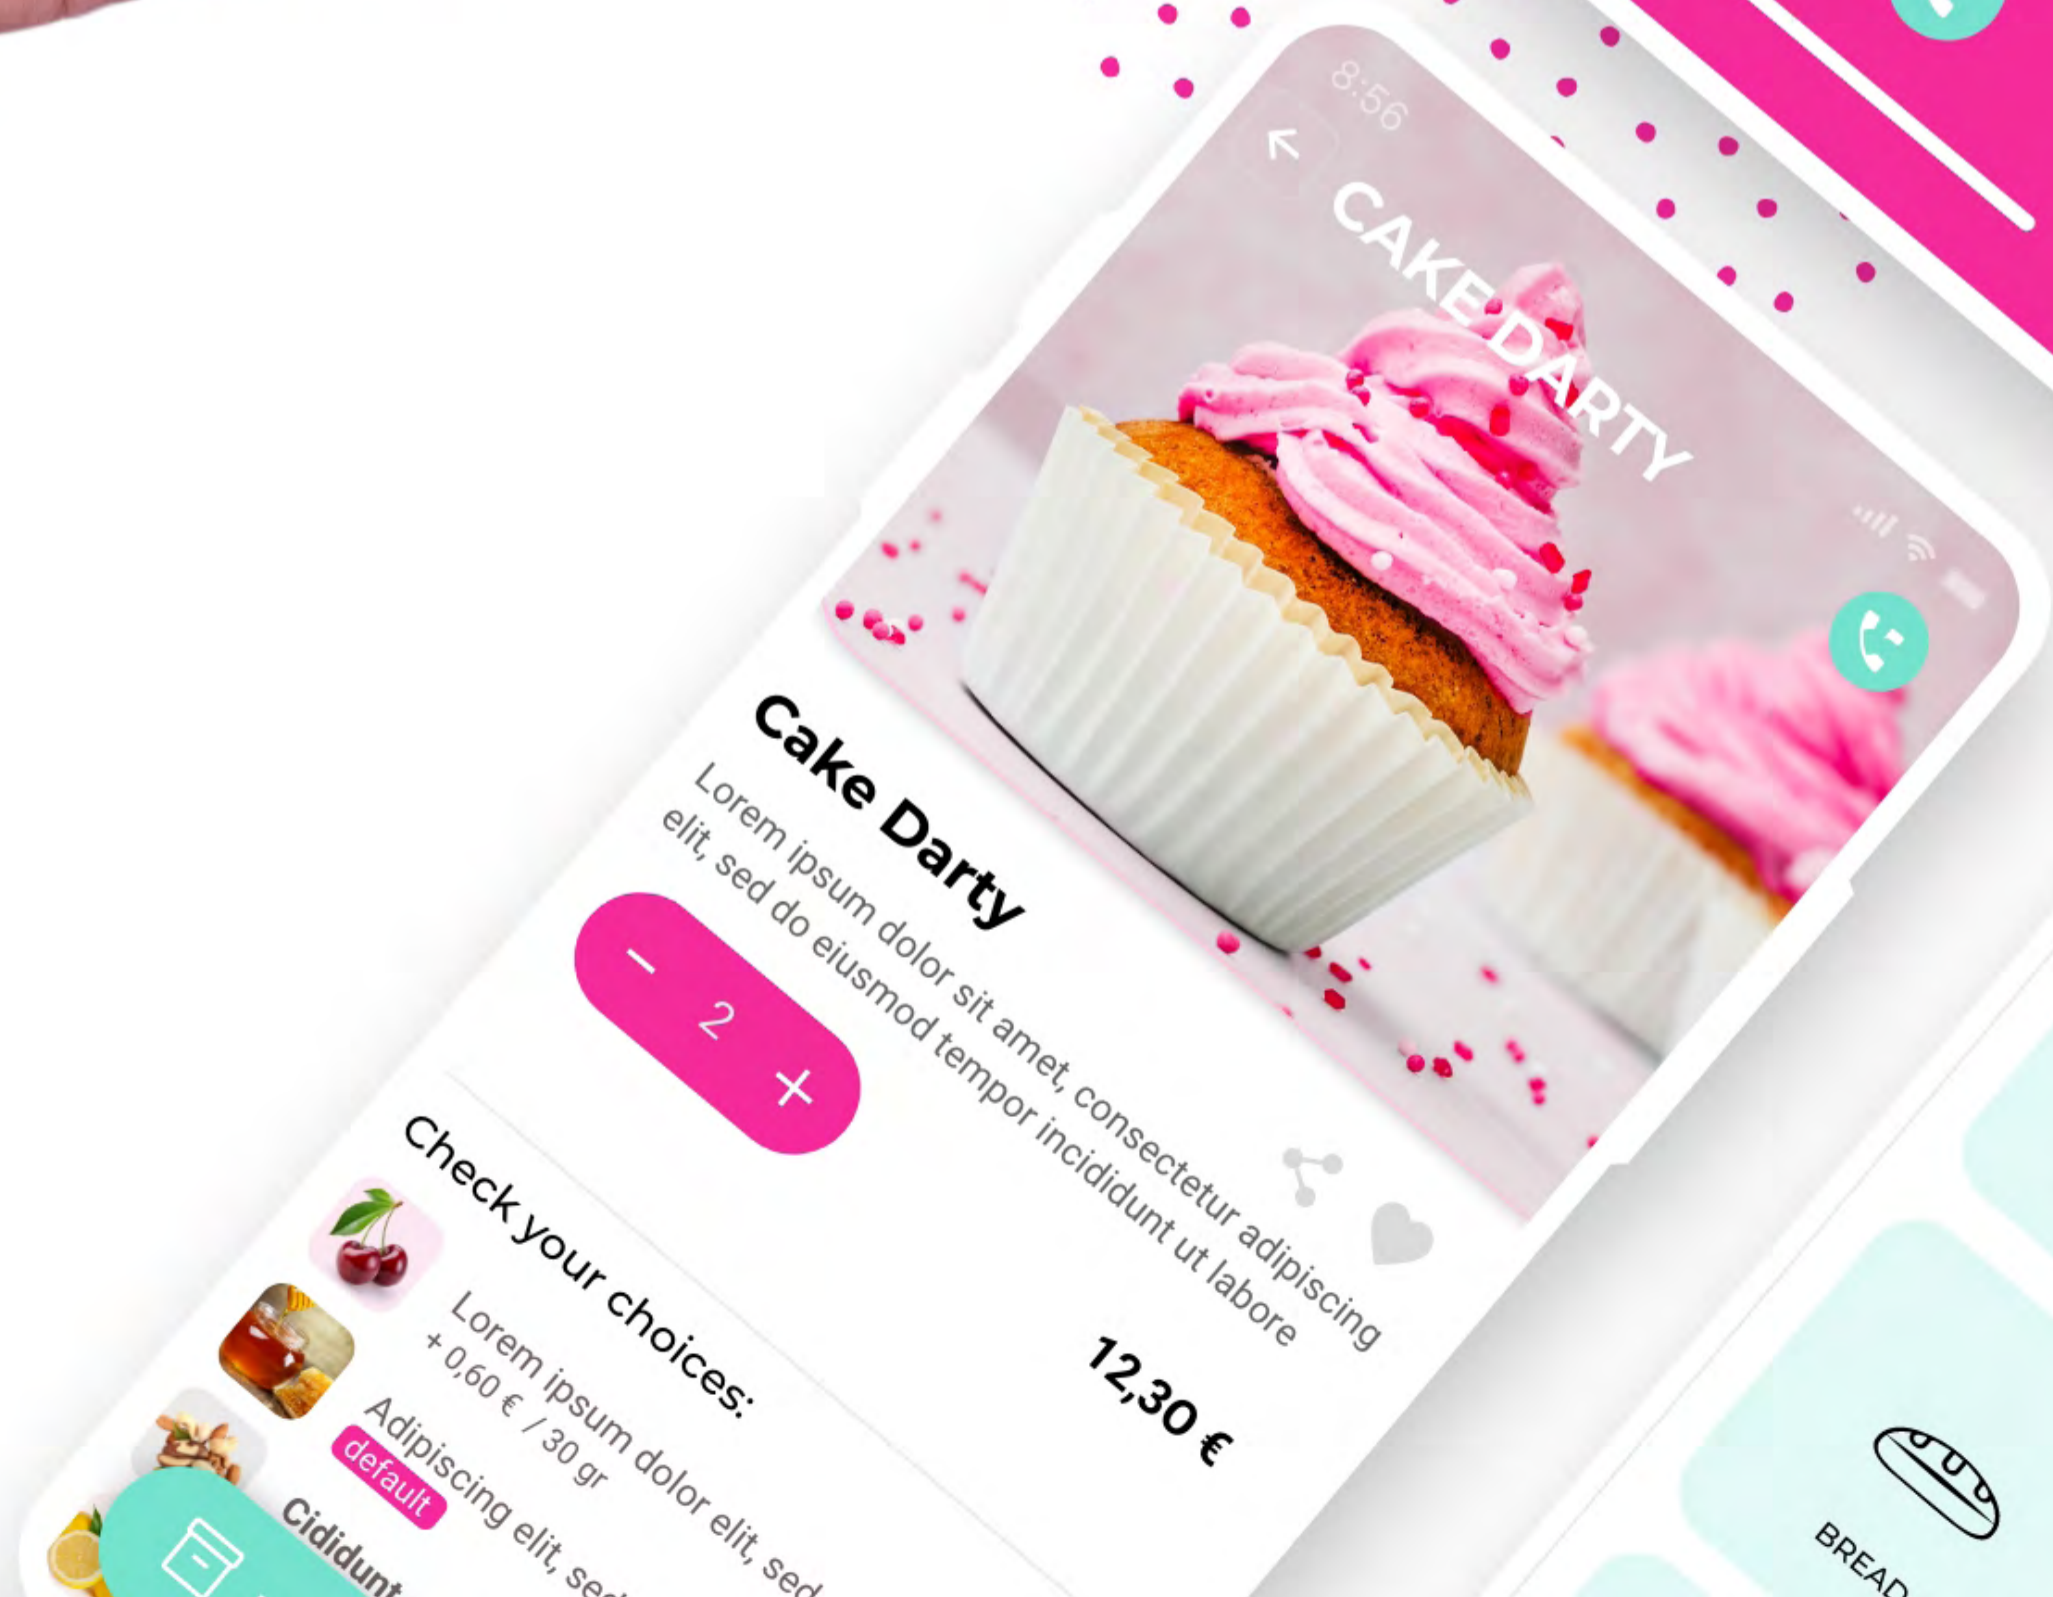 8:56
CAKE DARTY
Cake Darty
Lorem ipsum dolor sit amet, consectetur adipiscing
elit, sed do eiusmod tempor incididunt ut labore
- 2 +
12,30 €
Check your choices:
Lorem ipsum dolor elit, sed
+ 0,60 € / 30 gr
Adipiscing elit, sed
default
Cididunt
BREAD